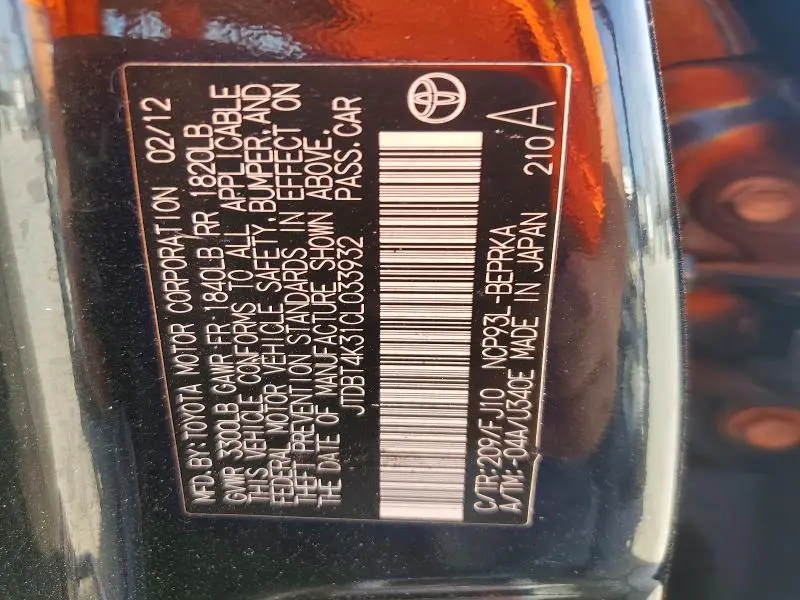 MFD BY: TOYOTA MOTOR CORPORATION 02/12
GVWR 3300LB GAWR FR 1840LB RR 1820LB
THIS VEHICLE CONFORMS TO ALL APPLICABLE
FEDERAL MOTOR VEHICLE SAFETY, BUMPER, AND
THEFT PREVENTION STANDARDS IN EFFECT ON
THE DATE OF MANUFACTURE SHOWN ABOVE.
JTDBT4K31CL033932 PASS. CAR
C/TR: 209/FJ10 NCP93L-BEPRKA 210A
A/TM: -04A/U340E MADE IN JAPAN